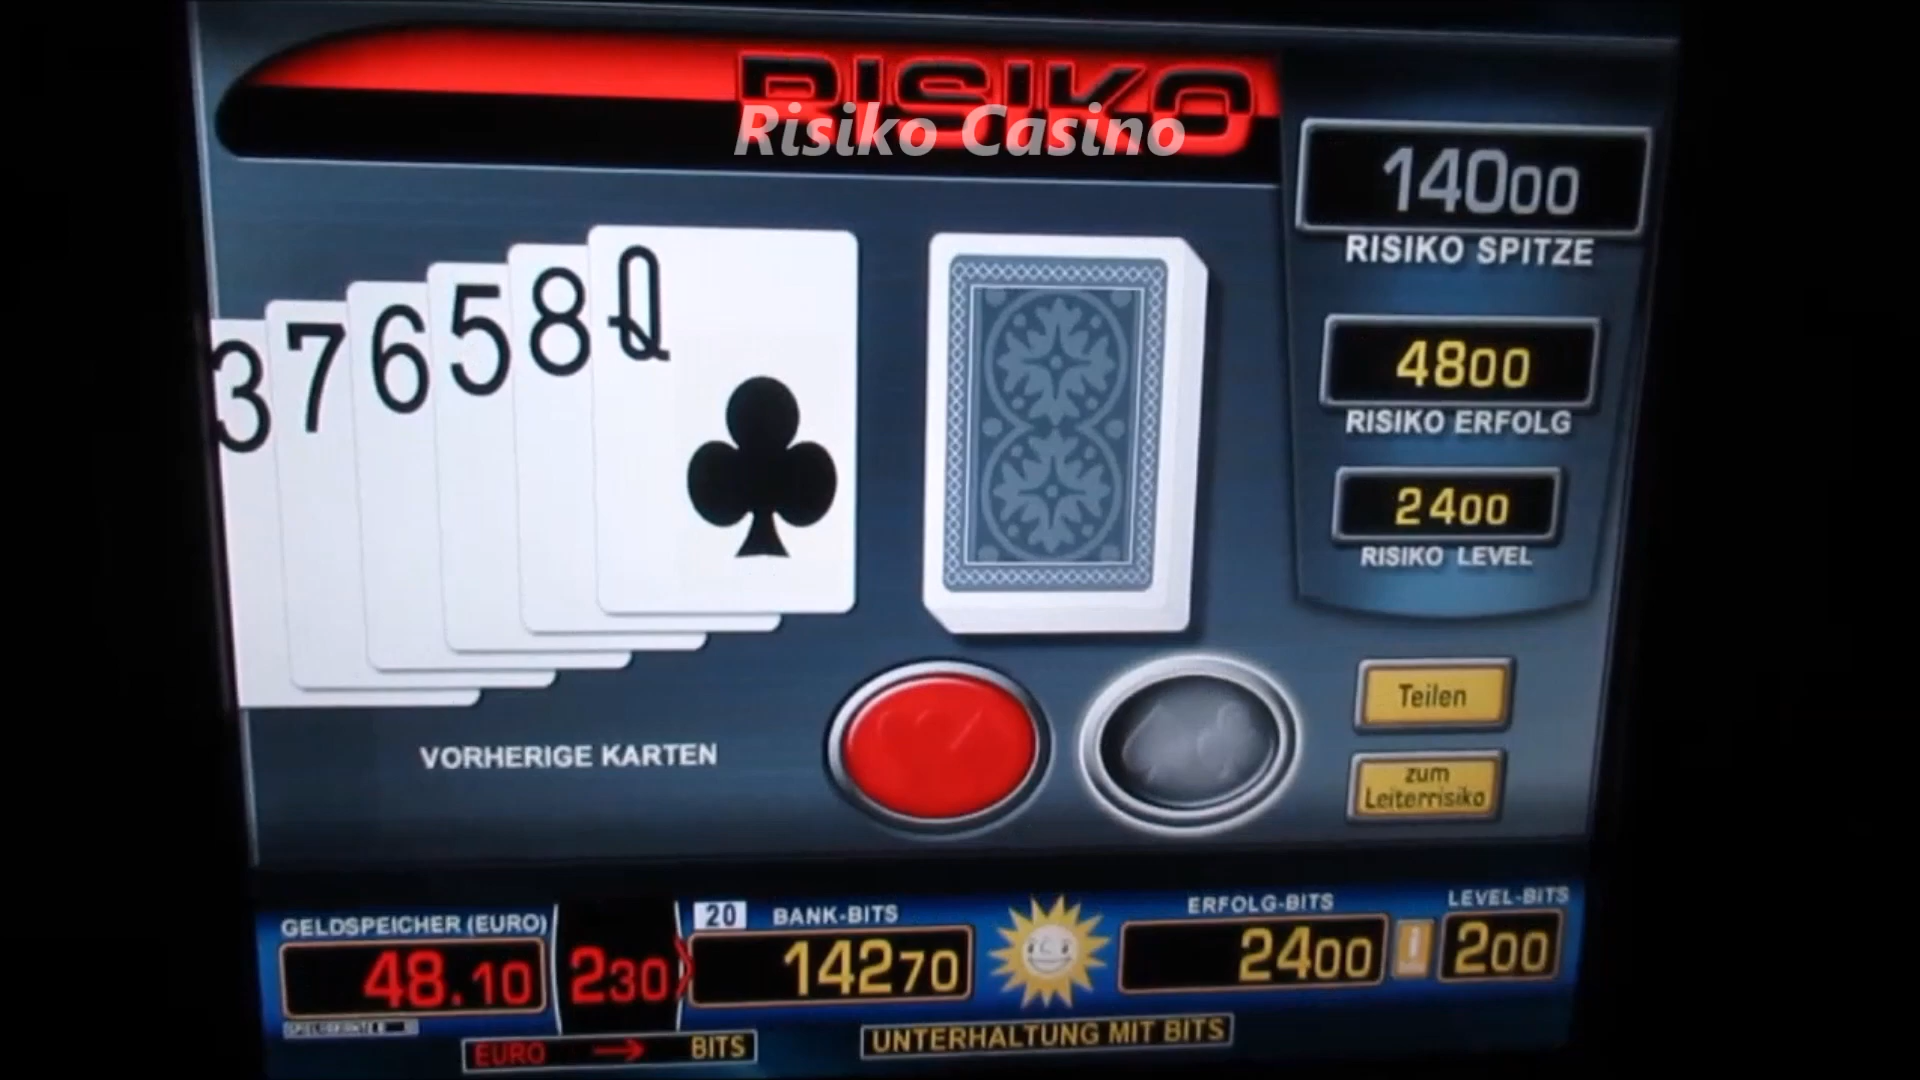 RISIKO
Risiko Casino
14000
RISIKO SPITZE
4800
RISIKO ERFOLG
2400
RISIKO LEVEL
3 7 6 5 8 Q
Teilen
zum
Leiterrisiko
VORHERIGE KARTEN
GELDSPEICHER (EURO)
48.10
230
20 BANK-BITS
14270
ERFOLG-BITS
2400
LEVEL-BITS
200
EURO → BITS
UNTERHALTUNG MIT BITS